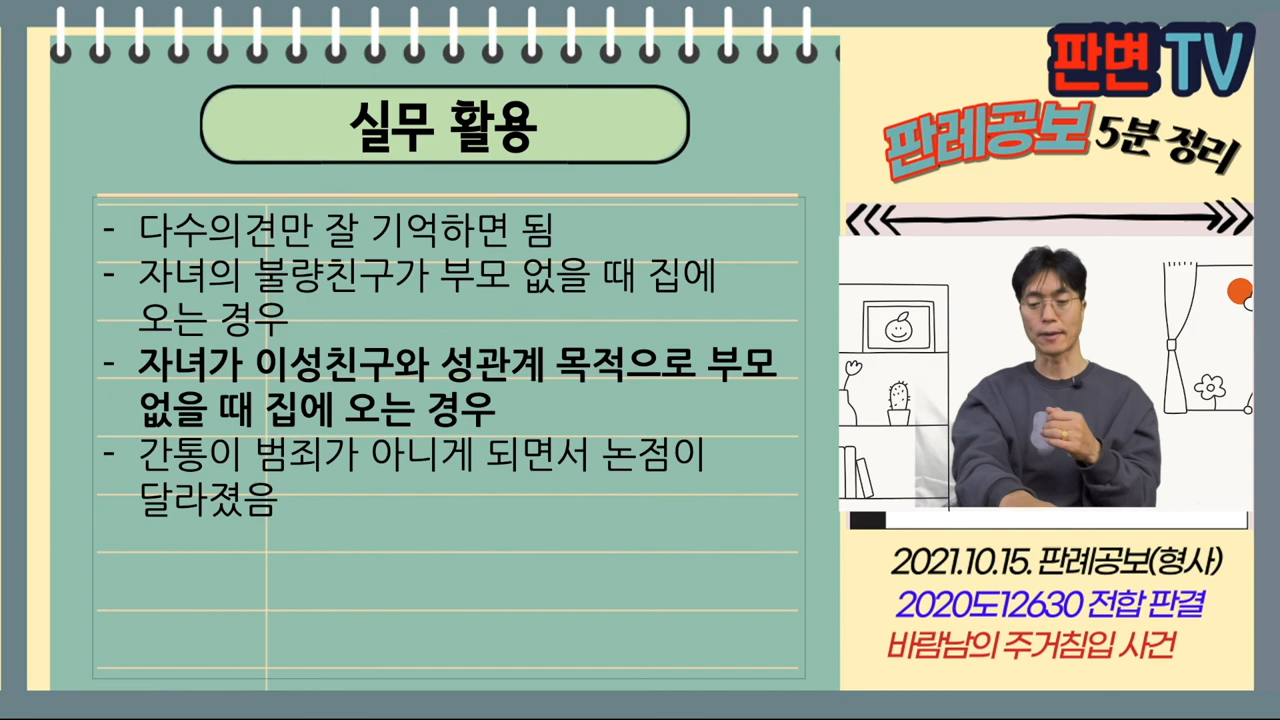 실무 활용
- 다수의견만 잘 기억하면 됨
- 자녀의 불량친구가 부모 없을 때 집에
오는 경우
- 자녀가 이성친구와 성관계 목적으로 부모
없을 때 집에 오는 경우
- 간통이 범죄가 아니게 되면서 논점이
달라졌음
판변 TV
판례공보 5분 정리
2021.10.15. 판례공보(형사)
2020도12630 전합 판결
바람남의 주거침입 사건